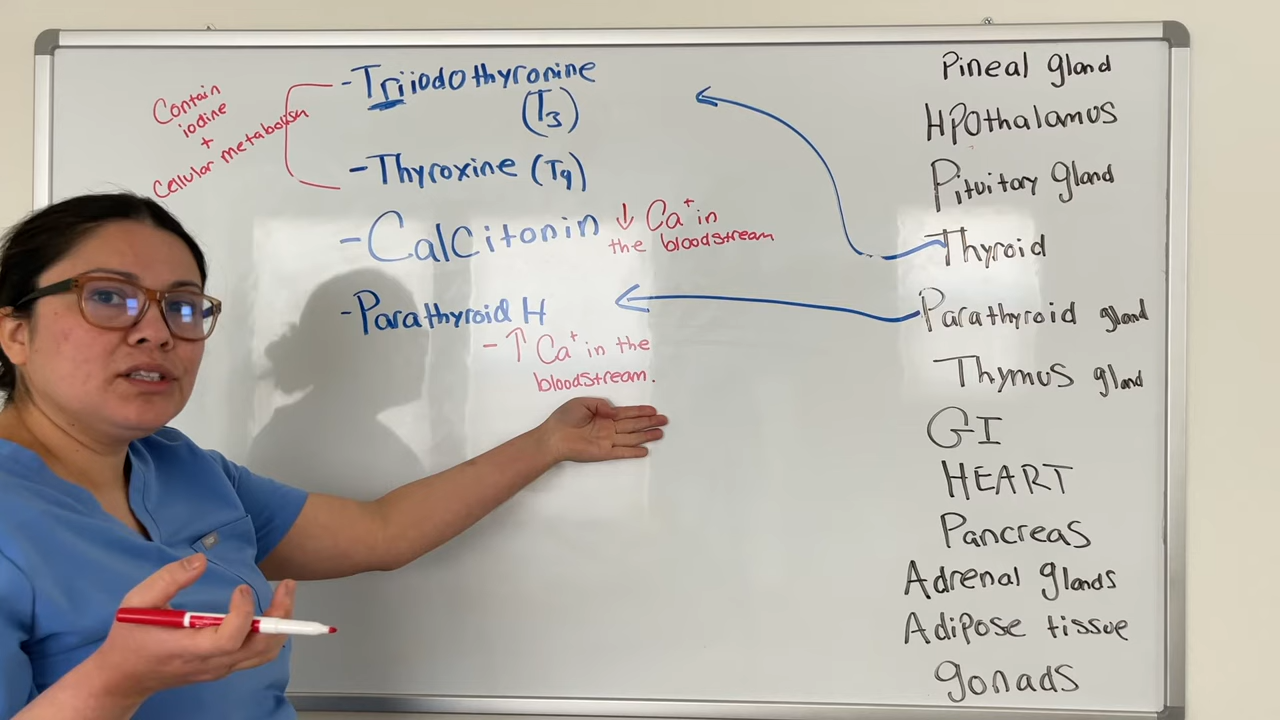 Contain
iodine
+
Cellular metabolism
-Triiodothyronine
(T3)
-Thyroxine (T4)
-Calcitonin ↓ Ca+ in
the bloodstream
-Parathyroid H
- ↑ Ca+ in the
bloodstream.
Pineal gland
HPOthalamus
Pituitary gland
Thyroid
Parathyroid gland
Thymus gland
GI
HEART
Pancreas
Adrenal glands
Adipose tissue
gonads